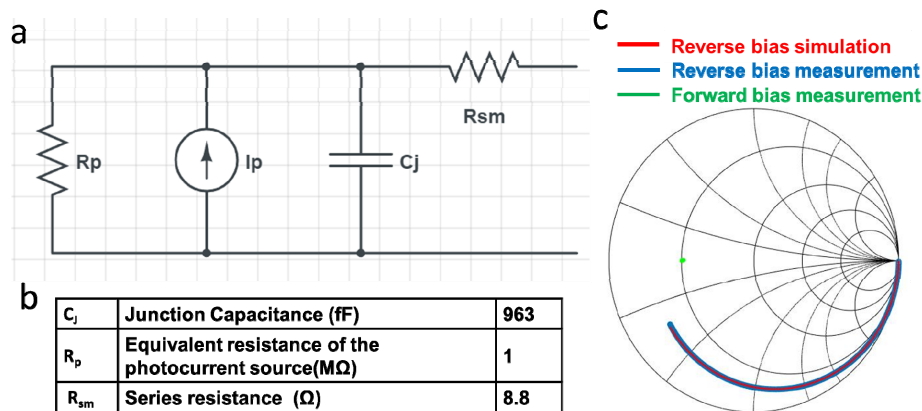 a
Rp
Ip
Cj
Rsm
b
Cj Junction Capacitance (fF) 963
Rp Equivalent resistance of the
photocurrent source(MΩ) 1
Rsm Series resistance (Ω) 8.8
c
Reverse bias simulation
Reverse bias measurement
Forward bias measurement